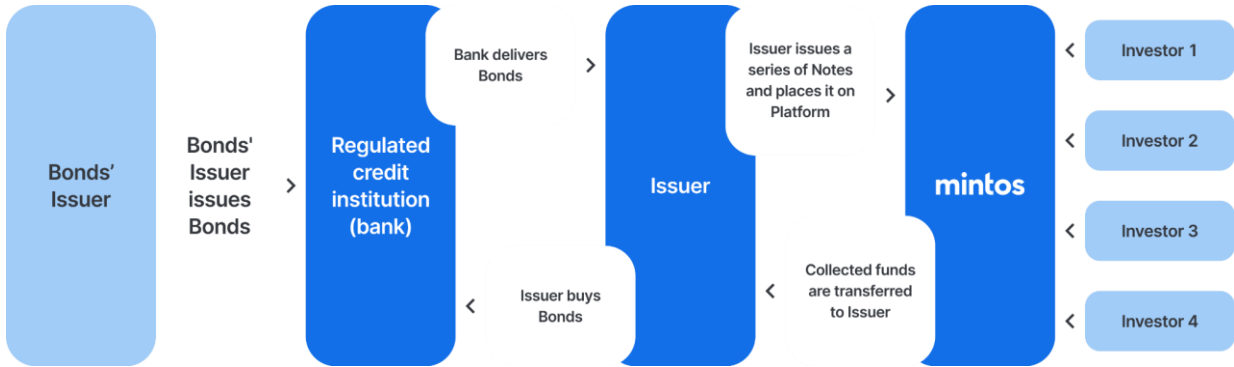 Bonds’
Issuer
Bonds'
Issuer
issues
Bonds
Regulated
credit
institution
(bank)
Bank delivers
Bonds
Issuer buys
Bonds
Issuer
Issuer issues a
series of Notes
and places it on
Platform
Collected funds
are transferred
to Issuer
mintos
Investor 1
Investor 2
Investor 3
Investor 4